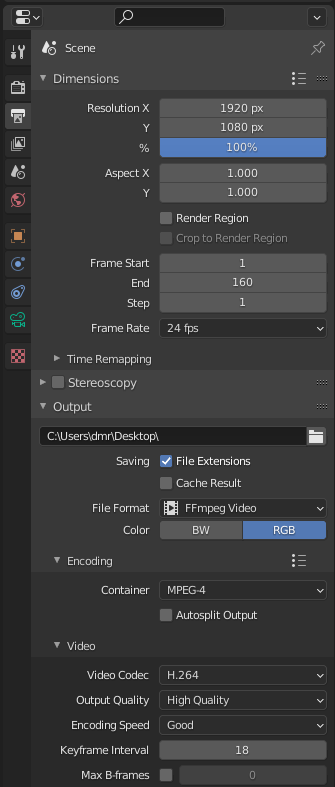 Scene
Dimensions
Resolution X 1920 px
Y 1080 px
% 100%
Aspect X 1.000
Y 1.000
Render Region
Crop to Render Region
Frame Start 1
End 160
Step 1
Frame Rate 24 fps
Time Remapping
Stereoscopy
Output
C:\Users\dmr\Desktop\
Saving File Extensions
Cache Result
File Format FFmpeg Video
Color BW RGB
Encoding
Container MPEG-4
Autosplit Output
Video
Video Codec H.264
Output Quality High Quality
Encoding Speed Good
Keyframe Interval 18
Max B-frames 0